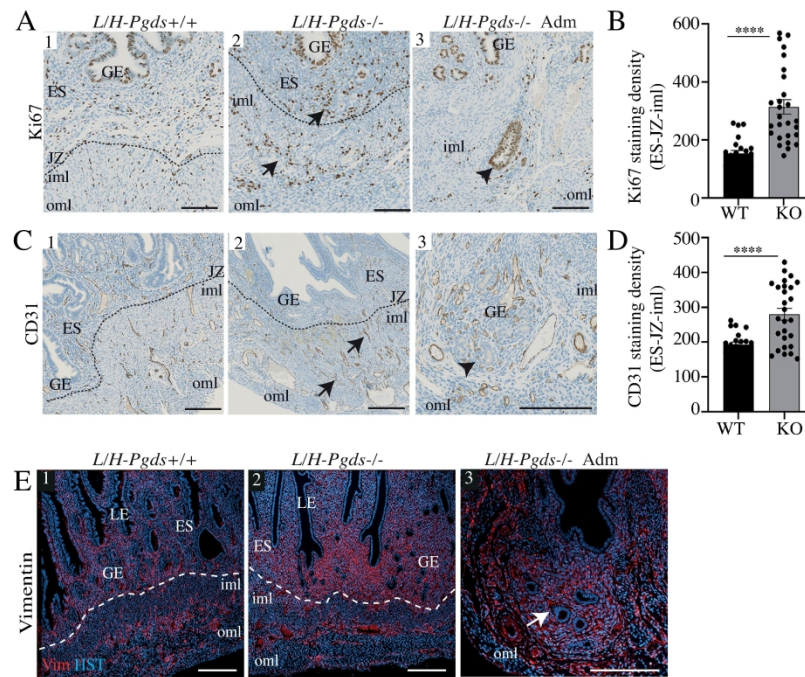 A
L/H-Pgds+/+
L/H-Pgds-/-
L/H-Pgds-/- Adm
Ki67
1
GE
ES
JZ
iml
oml
2
GE
ES
iml
oml
3
GE
iml
oml
B
Ki67 staining density
(ES-JZ-iml)
600
400
200
0
****
WT
KO
C
CD31
1
JZ
iml
ES
GE
oml
2
ES
GE
JZ
iml
oml
3
GE
iml
oml
D
CD31 staining density
(ES-JZ-iml)
500
400
300
200
100
0
****
WT
KO
E
L/H-Pgds+/+
L/H-Pgds-/-
L/H-Pgds-/- Adm
Vimentin
1
LE
ES
GE
iml
oml
Vim HST
2
LE
ES
GE
iml
oml
3
oml